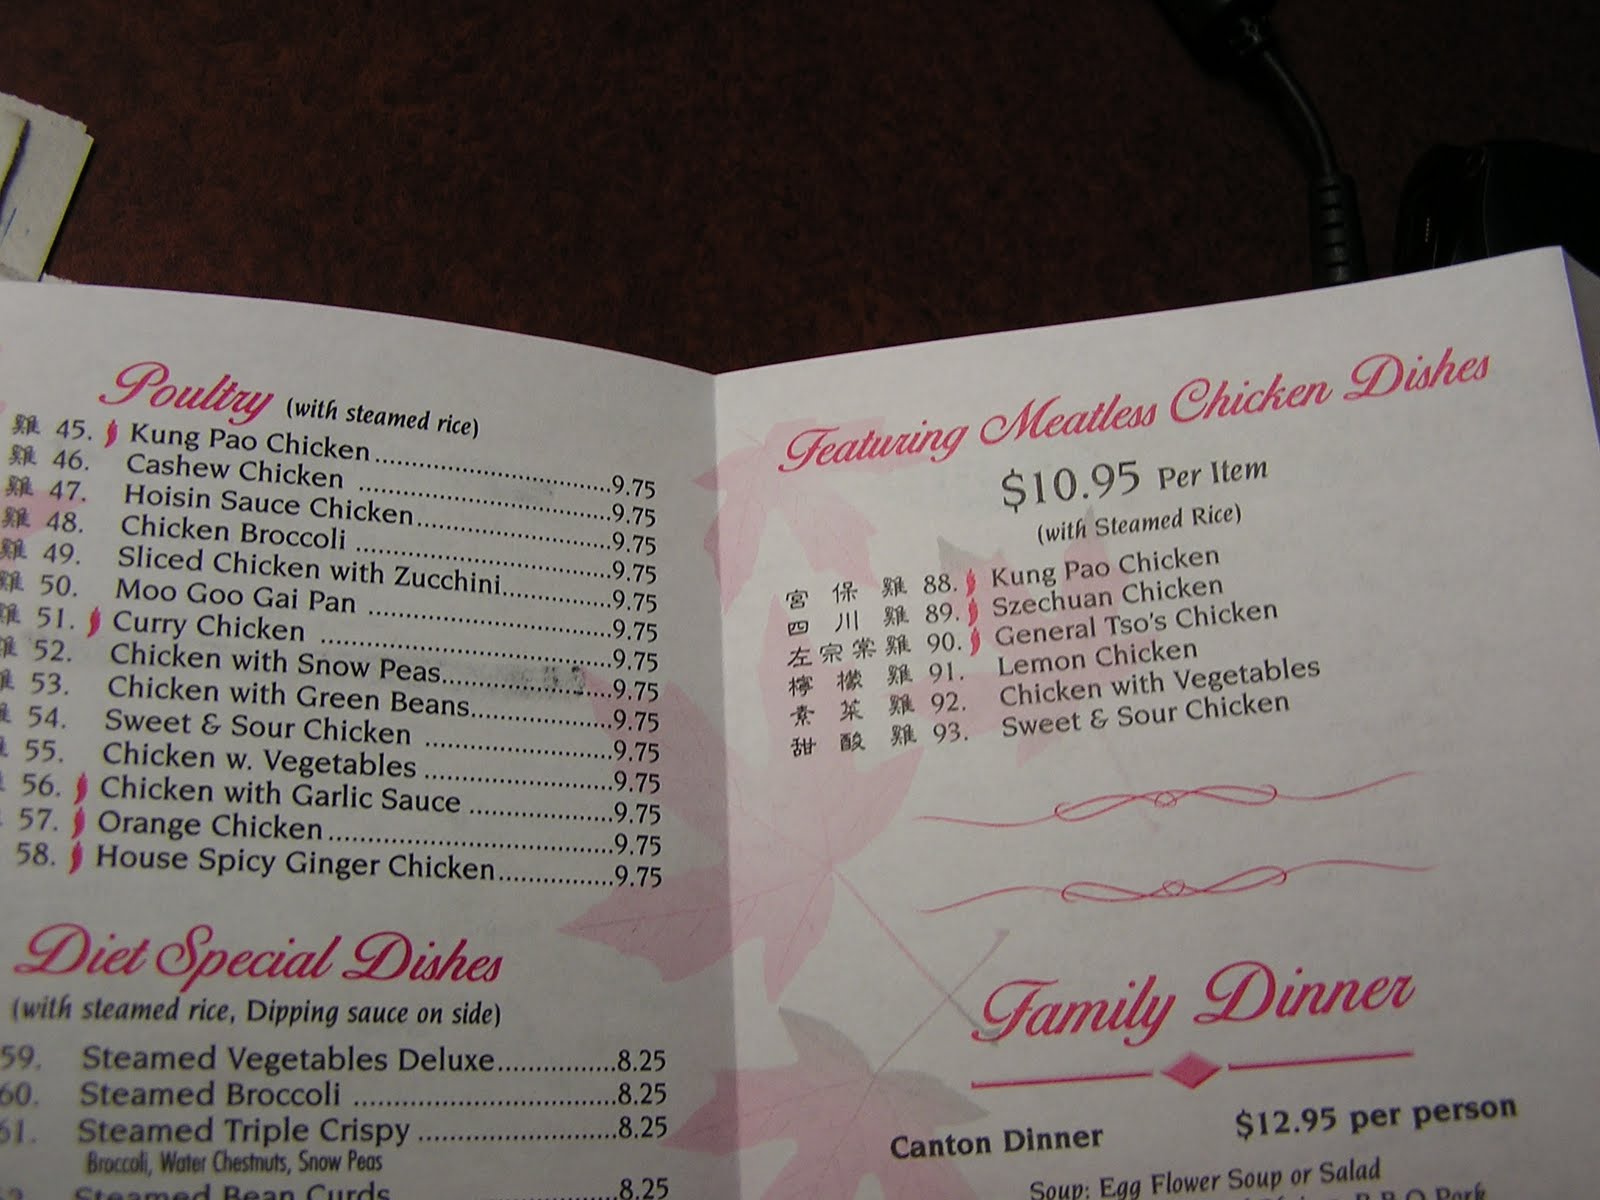 Poultry (with steamed rice)
雞 45. Kung Pao Chicken....................9.75
雞 46. Cashew Chicken ....................9.75
雞 47. Hoisin Sauce Chicken....................9.75
雞 48. Chicken Broccoli ....................9.75
雞 49. Sliced Chicken with Zucchini....................9.75
雞 50. Moo Goo Gai Pan ....................9.75
雞 51. Curry Chicken ....................9.75
雞 52. Chicken with Snow Peas....................9.75
雞 53. Chicken with Green Beans....................9.75
54. Sweet & Sour Chicken ....................9.75
55. Chicken w. Vegetables ....................9.75
56. Chicken with Garlic Sauce ....................9.75
57. Orange Chicken....................9.75
58. House Spicy Ginger Chicken....................9.75
Diet Special Dishes
(with steamed rice, Dipping sauce on side)
59. Steamed Vegetables Deluxe....................8.25
60. Steamed Broccoli ....................8.25
61. Steamed Triple Crispy ....................8.25
Broccoli, Water Chestnuts, Snow Peas
Steamed Bean Curds ....................8.25
Featuring Meatless Chicken Dishes
$10.95 Per Item
(with Steamed Rice)
宮保雞 88. Kung Pao Chicken
四川雞 89. Szechuan Chicken
左宗棠雞 90. General Tso's Chicken
檸檬雞 91. Lemon Chicken
素菜雞 92. Chicken with Vegetables
甜酸雞 93. Sweet & Sour Chicken
Family Dinner
Canton Dinner $12.95 per person
Soup: Egg Flower Soup or Salad
B.B.Q Pork